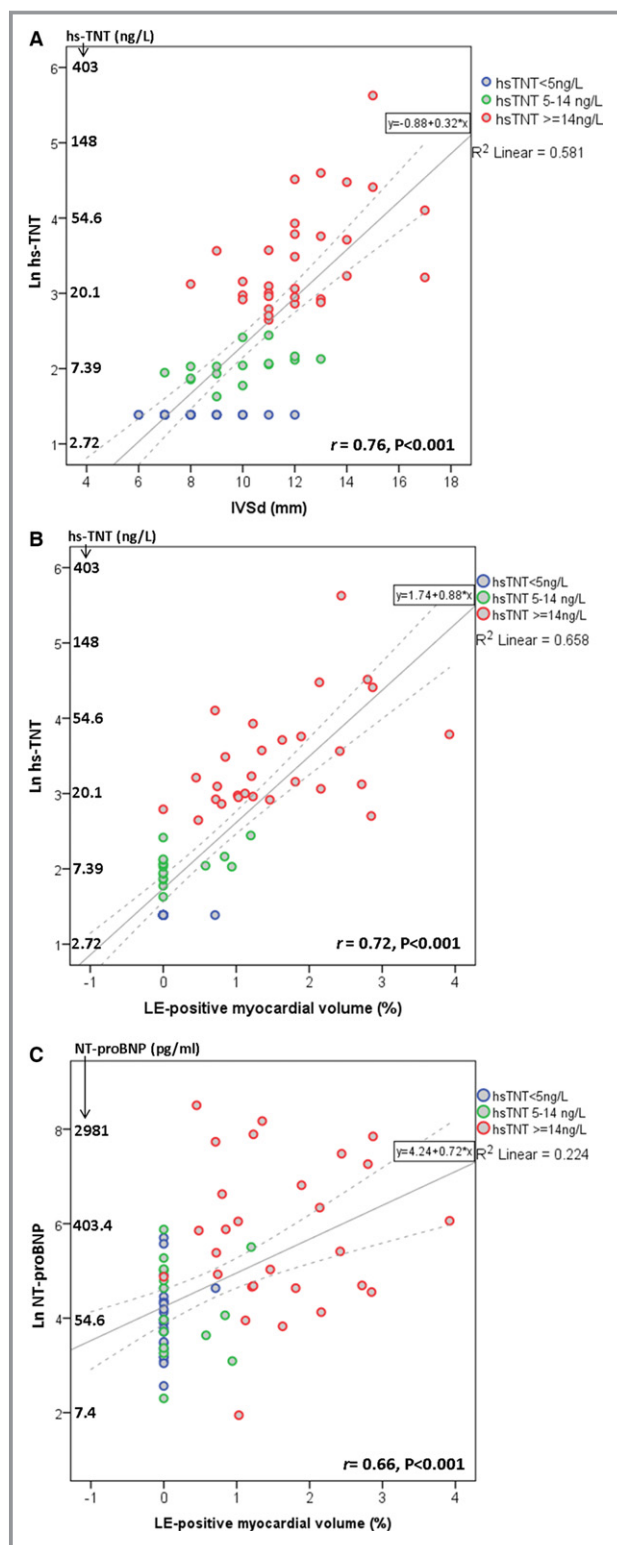 A
hs-TNT (ng/L)
6
403
hsTNT<5ng/L
hsTNT 5-14 ng/L
hsTNT >=14ng/L
y=-0.88+0.32*x
5
148
R2 Linear = 0.581
4
54.6
Ln hs-TNT
3
20.1
2
7.39
1
2.72
r = 0.76, P<0.001
4 6 8 10 12 14 16 18
IVSd (mm)
B
hs-TNT (ng/L)
6
403
hsTNT<5ng/L
hsTNT 5-14 ng/L
hsTNT >=14ng/L
y=1.74+0.88*x
5
148
R2 Linear = 0.658
4
54.6
Ln hs-TNT
3
20.1
2
7.39
1
2.72
r = 0.72, P<0.001
-1 0 1 2 3 4
LE-positive myocardial volume (%)
C
NT-proBNP (pg/ml)
hsTNT<5ng/L
hsTNT 5-14 ng/L
hsTNT >=14ng/L
8
2981
y=4.24+0.72*x
R2 Linear = 0.224
6
403.4
Ln NT-proBNP
4
54.6
2
7.4
r= 0.66, P<0.001
-1 0 1 2 3 4
LE-positive myocardial volume (%)